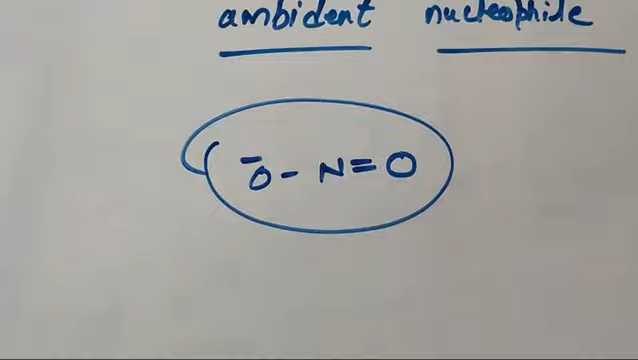 ambident nucleophile
⁻O - N = O